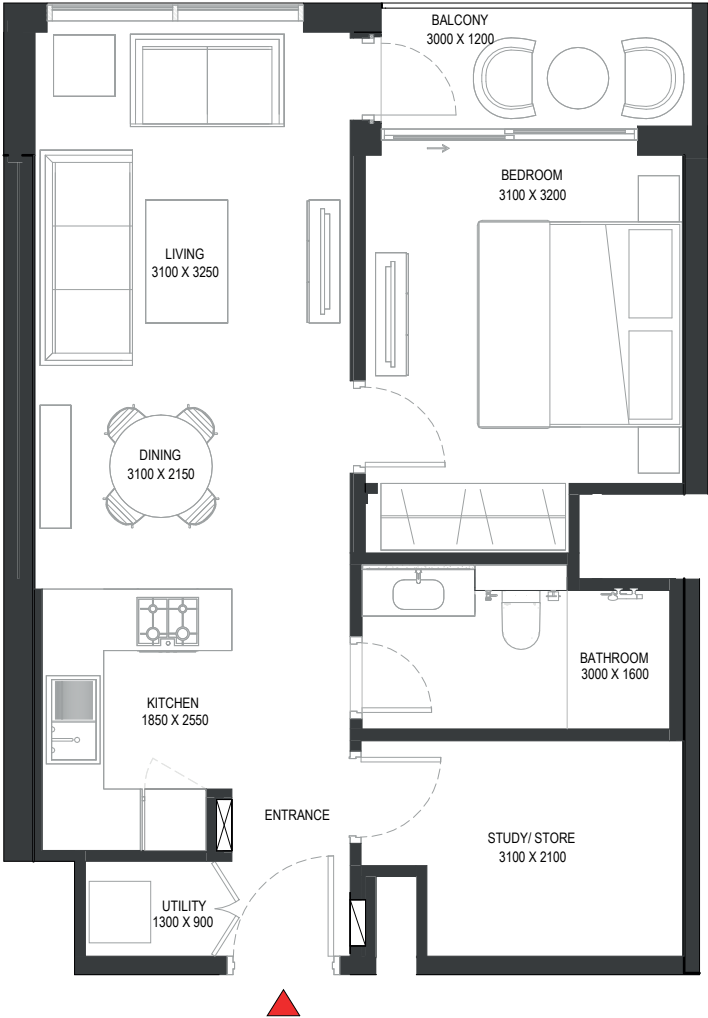 BALCONY
3000 X 1200
BEDROOM
3100 X 3200
LIVING
3100 X 3250
DINING
3100 X 2150
KITCHEN
1850 X 2550
BATHROOM
3000 X 1600
ENTRANCE
STUDY/ STORE
3100 X 2100
UTILITY
1300 X 900